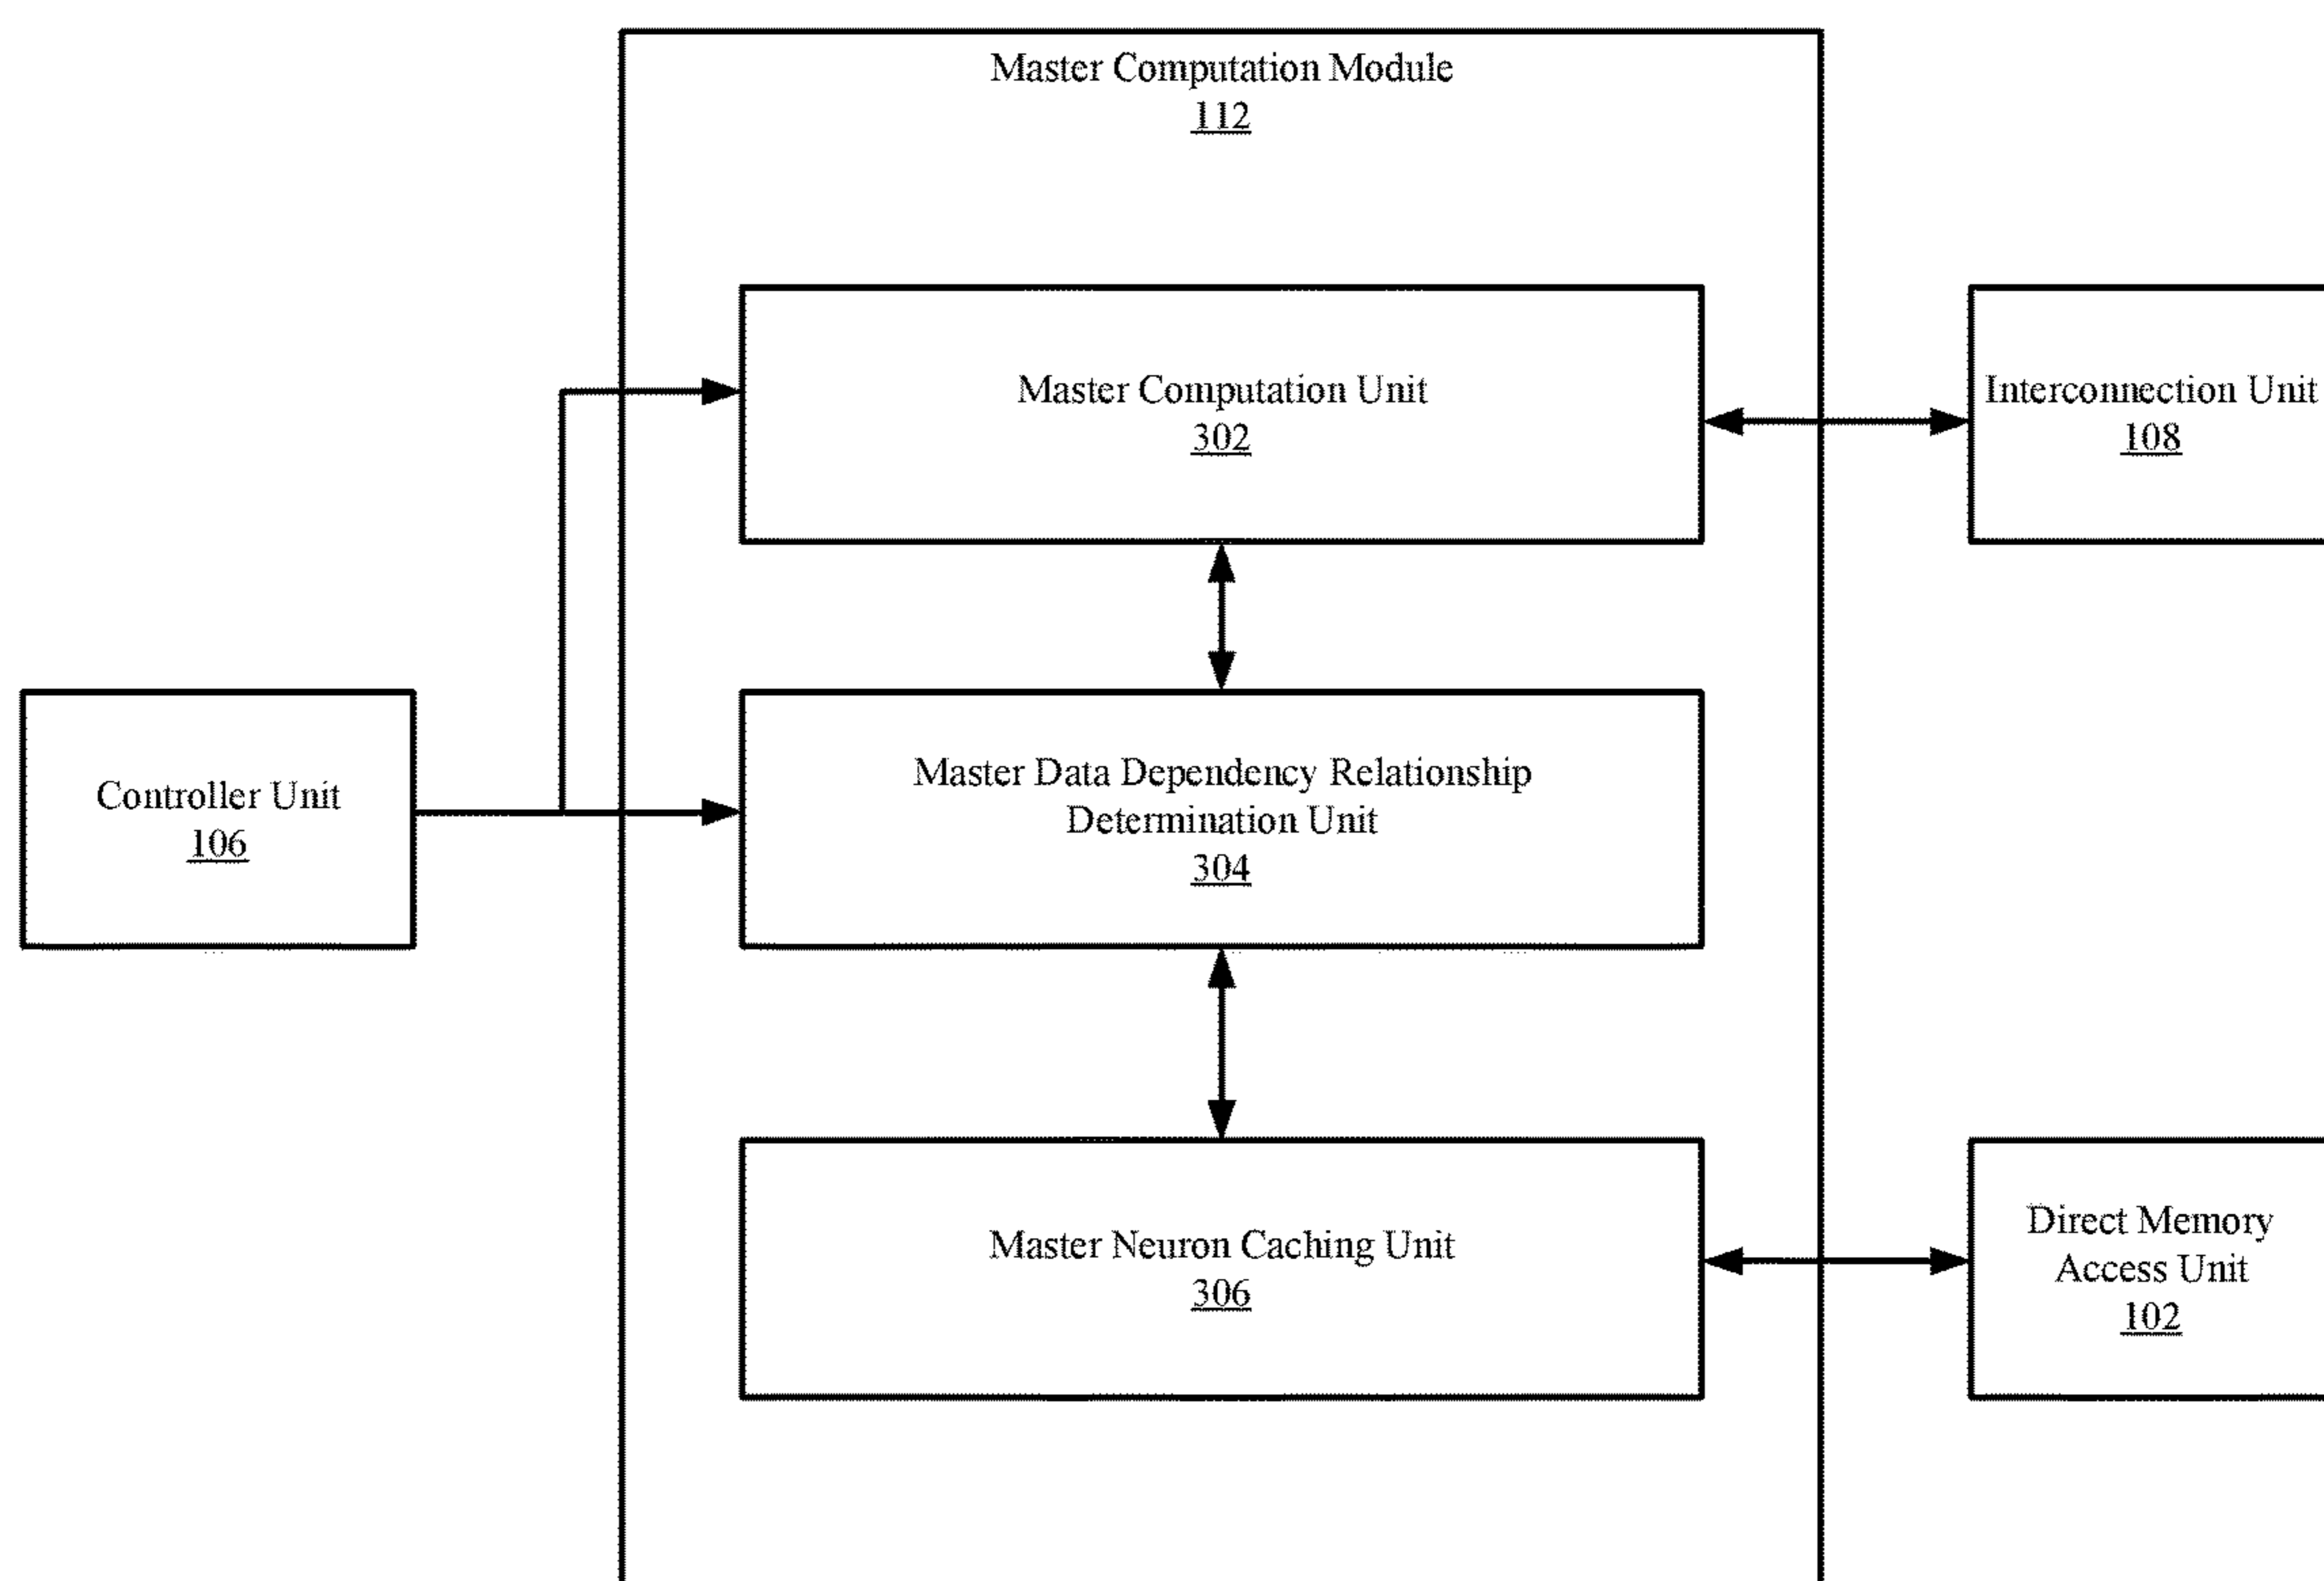 Master Computation Module
112
Master Computation Unit
302
Interconnection Unit
108
Controller Unit
106
Master Data Dependency Relationship
Determination Unit
304
Master Neuron Caching Unit
306
Direct Memory
Access Unit
102